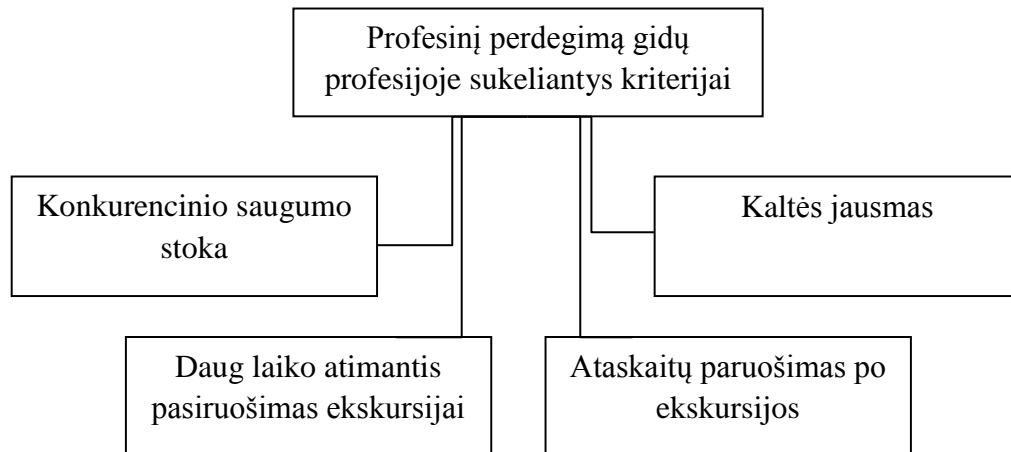 Profesinį perdegimą gidų
profesijoje sukeliantys kriterijai
Konkurencinio saugumo
stoka
Kaltės jausmas
Daug laiko atimantis
pasiruošimas ekskursijai
Ataskaitų paruošimas po
ekskursijos